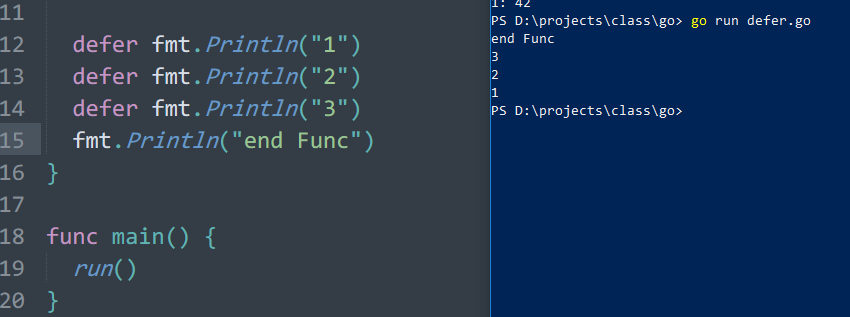 11
12 defer fmt.Println("1")
13 defer fmt.Println("2")
14 defer fmt.Println("3")
15 fmt.Println("end Func")
16 }
17
18 func main() {
19 run()
20 }
1: 42
PS D:\projects\class\go> go run defer.go
end Func
3
2
1
PS D:\projects\class\go>